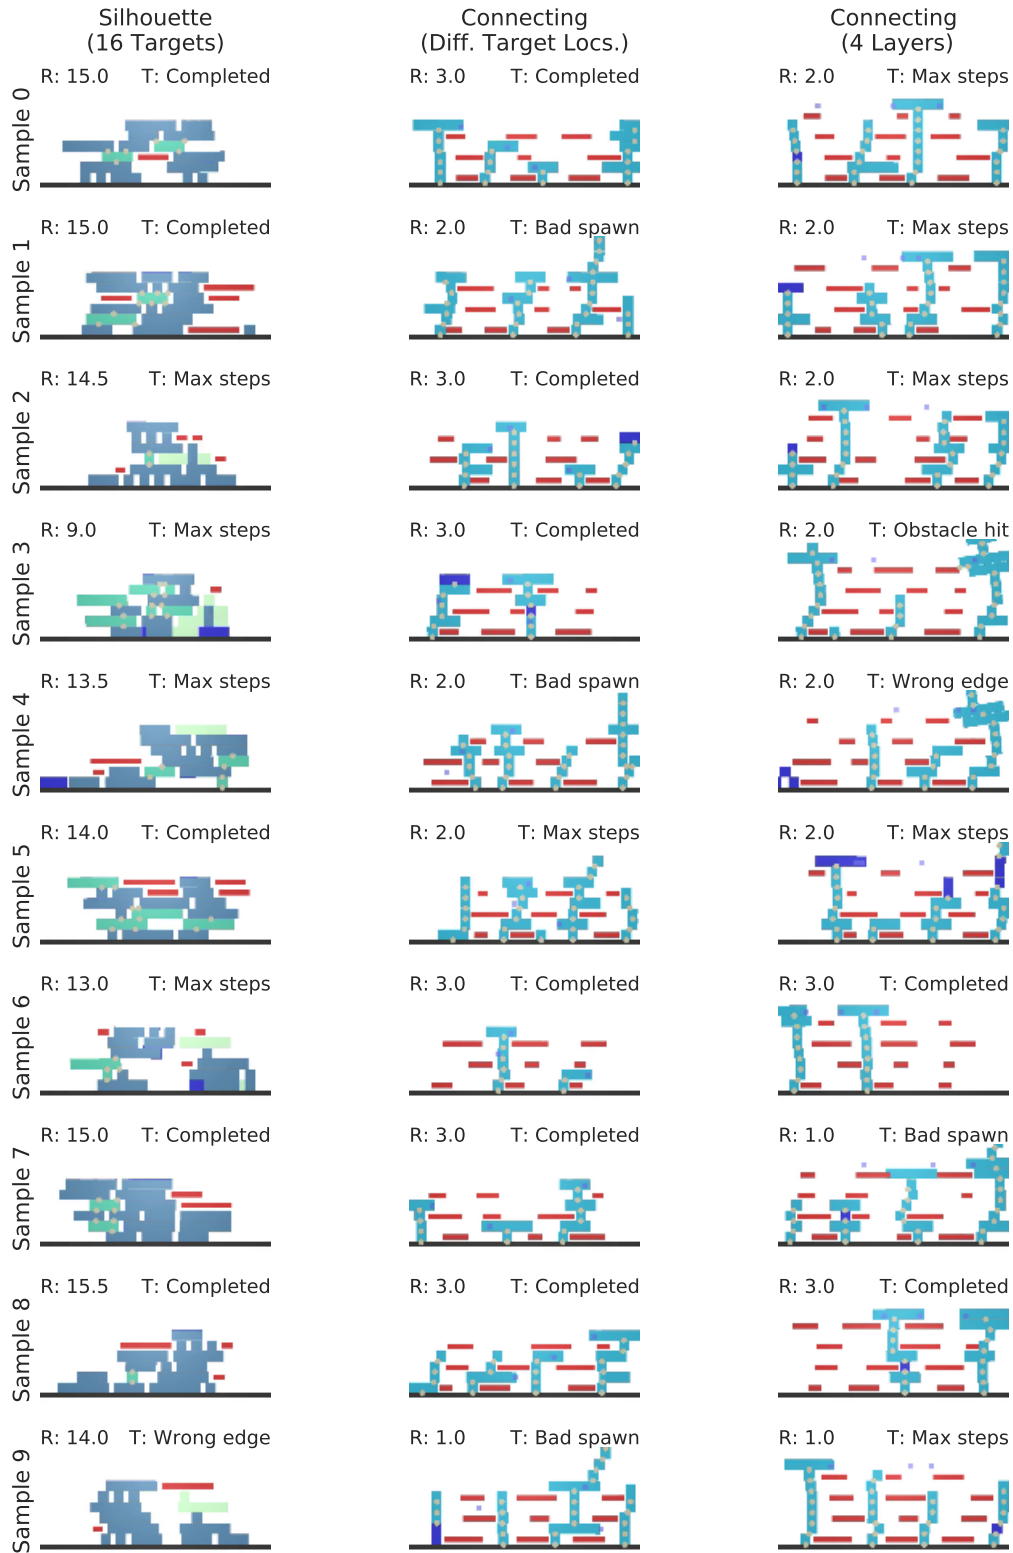 Silhouette
(16 Targets)
Connecting
(Diff. Target Locs.)
Connecting
(4 Layers)
Sample 0
R: 15.0 T: Completed
R: 3.0 T: Completed
R: 2.0 T: Max steps
Sample 1
R: 15.0 T: Completed
R: 2.0 T: Bad spawn
R: 2.0 T: Max steps
Sample 2
R: 14.5 T: Max steps
R: 3.0 T: Completed
R: 2.0 T: Max steps
Sample 3
R: 9.0 T: Max steps
R: 3.0 T: Completed
R: 2.0 T: Obstacle hit
Sample 4
R: 13.5 T: Max steps
R: 2.0 T: Bad spawn
R: 2.0 T: Wrong edge
Sample 5
R: 14.0 T: Completed
R: 2.0 T: Max steps
R: 2.0 T: Max steps
Sample 6
R: 13.0 T: Max steps
R: 3.0 T: Completed
R: 3.0 T: Completed
Sample 7
R: 15.0 T: Completed
R: 3.0 T: Completed
R: 1.0 T: Bad spawn
Sample 8
R: 15.5 T: Completed
R: 3.0 T: Completed
R: 3.0 T: Completed
Sample 9
R: 14.0 T: Wrong edge
R: 1.0 T: Bad spawn
R: 1.0 T: Max steps